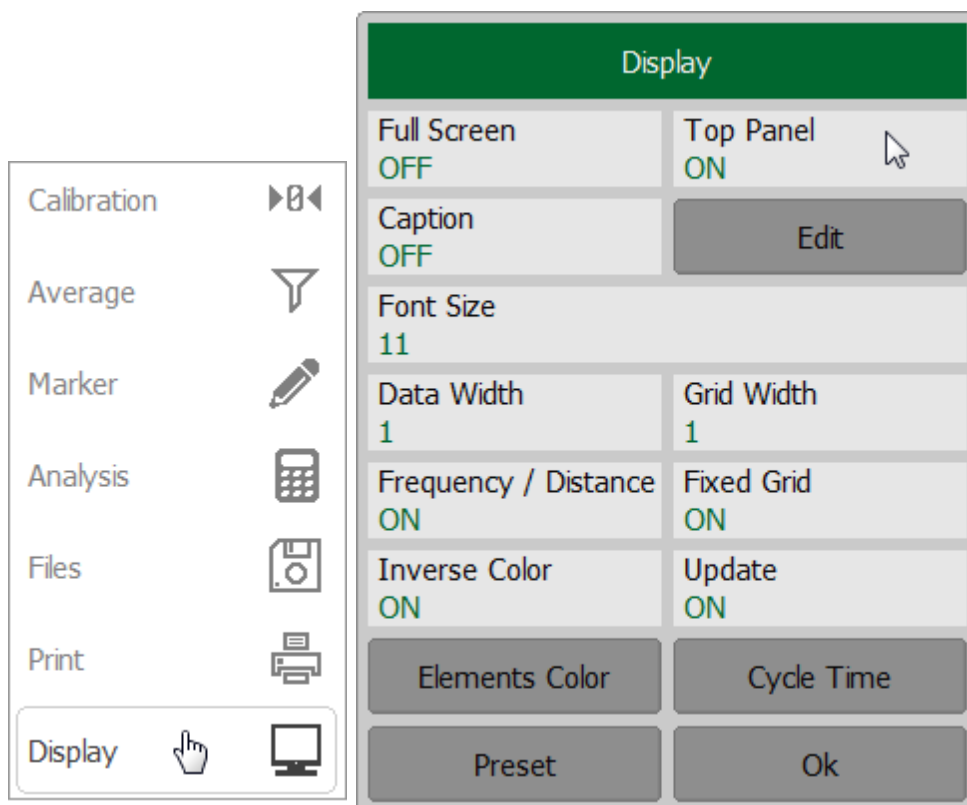 Calibration
Average
Marker
Analysis
Files
Print
Display
Display
Full Screen
OFF
Top Panel
ON
Caption
OFF
Edit
Font Size
11
Data Width
1
Grid Width
1
Frequency / Distance
ON
Fixed Grid
ON
Inverse Color
ON
Update
ON
Elements Color
Cycle Time
Preset
Ok